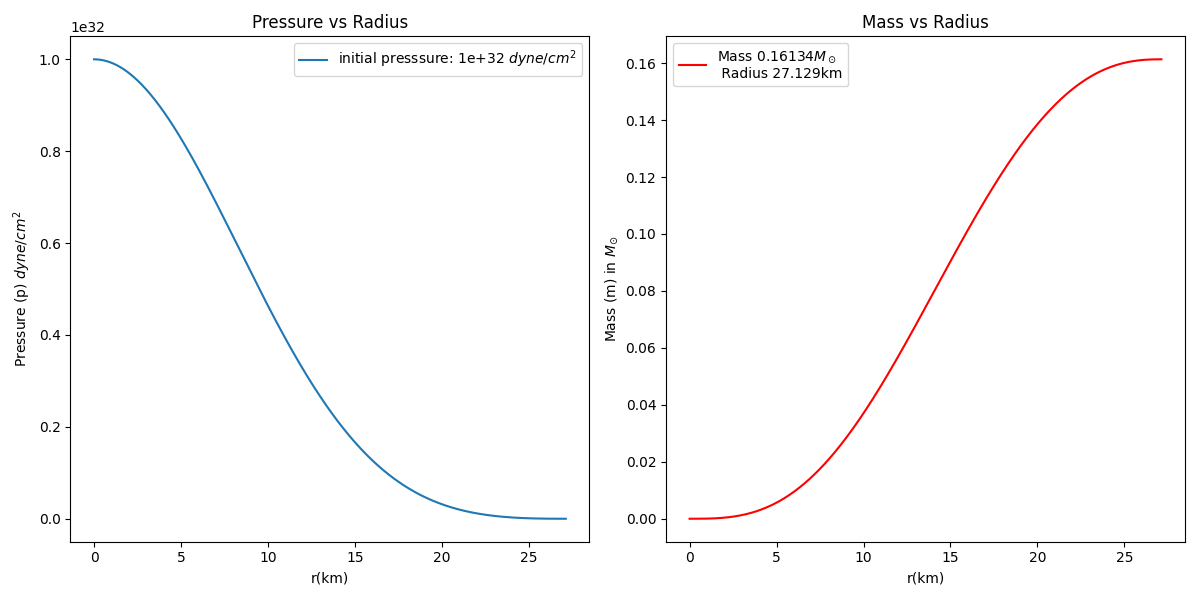 Pressure vs Radius
1e32
initial presssure: 1e+32 dyne/cm²
1.0
0.8
0.6
0.4
0.2
0.0
Pressure (p) dyne/cm²
0 5 10 15 20 25
r(km)
Mass vs Radius
Mass 0.16134M⊙
Radius 27.129km
0.16
0.14
0.12
0.10
0.08
0.06
0.04
0.02
0.00
Mass (m) in M⊙
0 5 10 15 20 25
r(km)